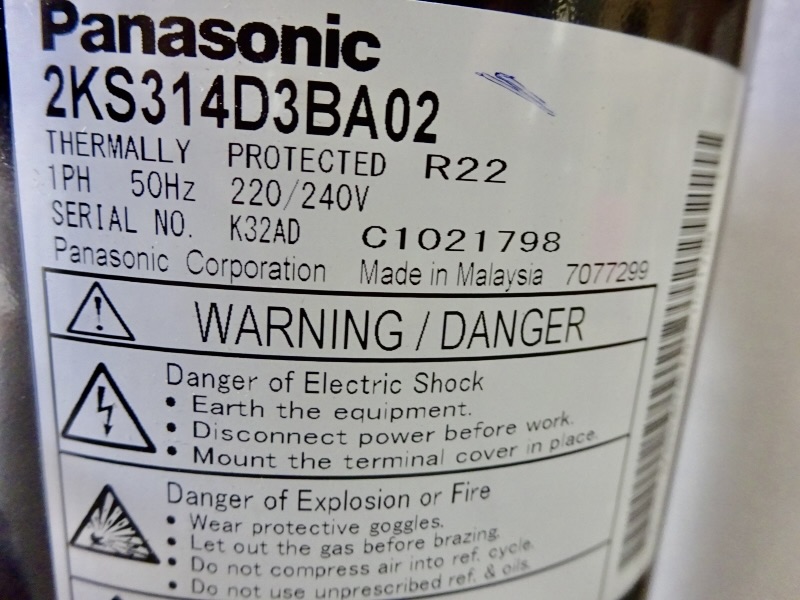 Panasonic
2KS314D3BA02
THERMALLY PROTECTED R22
1PH 50Hz 220/240V
SERIAL NO. K32AD C1021798
Panasonic Corporation Made in Malaysia 7077299
WARNING / DANGER
Danger of Electric Shock
• Earth the equipment.
• Disconnect power before work.
• Mount the terminal cover in place.
Danger of Explosion or Fire
• Wear protective goggles.
• Let out the gas before brazing.
• Do not compress air into ref. cycle.
• Do not use unprescribed ref. & oils.